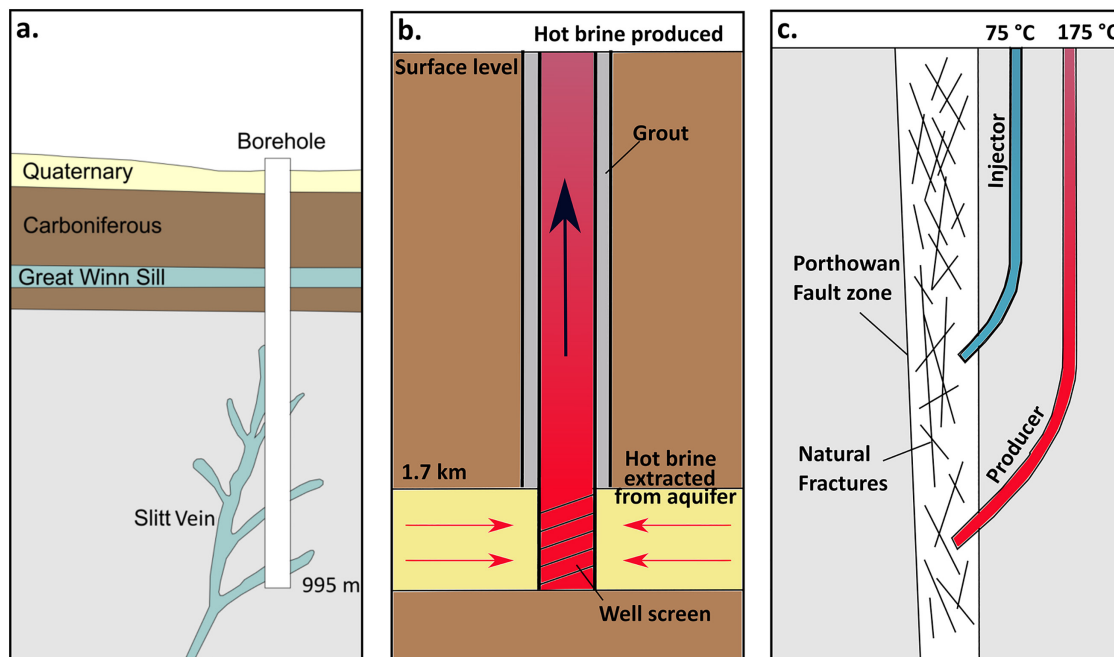 a.
Borehole
Quaternary
Carboniferous
Great Winn Sill
Slitt Vein
995 m
b.
Hot brine produced
Surface level
Grout
1.7 km
Hot brine
extracted
from aquifer
Well screen
c.
75 °C
175 °C
Injector
Porthowan
Fault zone
Producer
Natural
Fractures